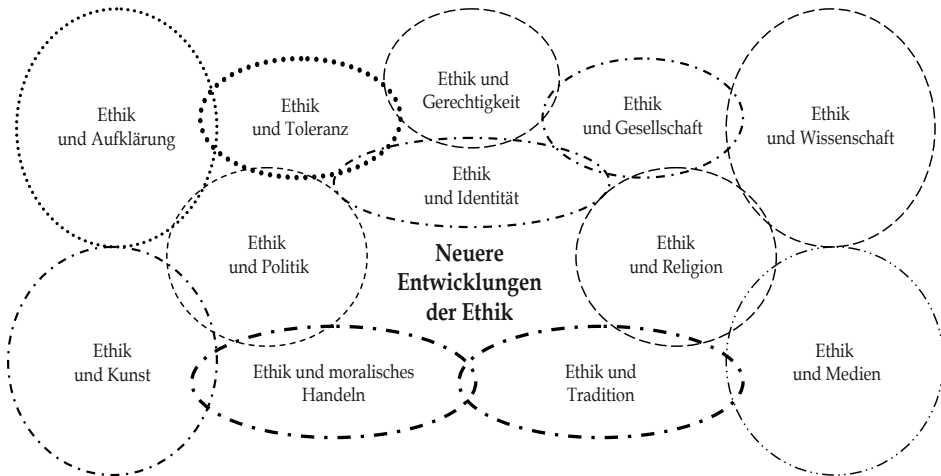 Ethik
und Aufklärung
Ethik
und Toleranz
Ethik und
Gerechtigkeit
Ethik
und Gesellschaft
Ethik
und Wissenschaft
Ethik
und Identität
Ethik
und Politik
Neuere
Entwicklungen
der Ethik
Ethik
und Religion
Ethik
und Kunst
Ethik und moralisches
Handeln
Ethik und
Tradition
Ethik
und Medien